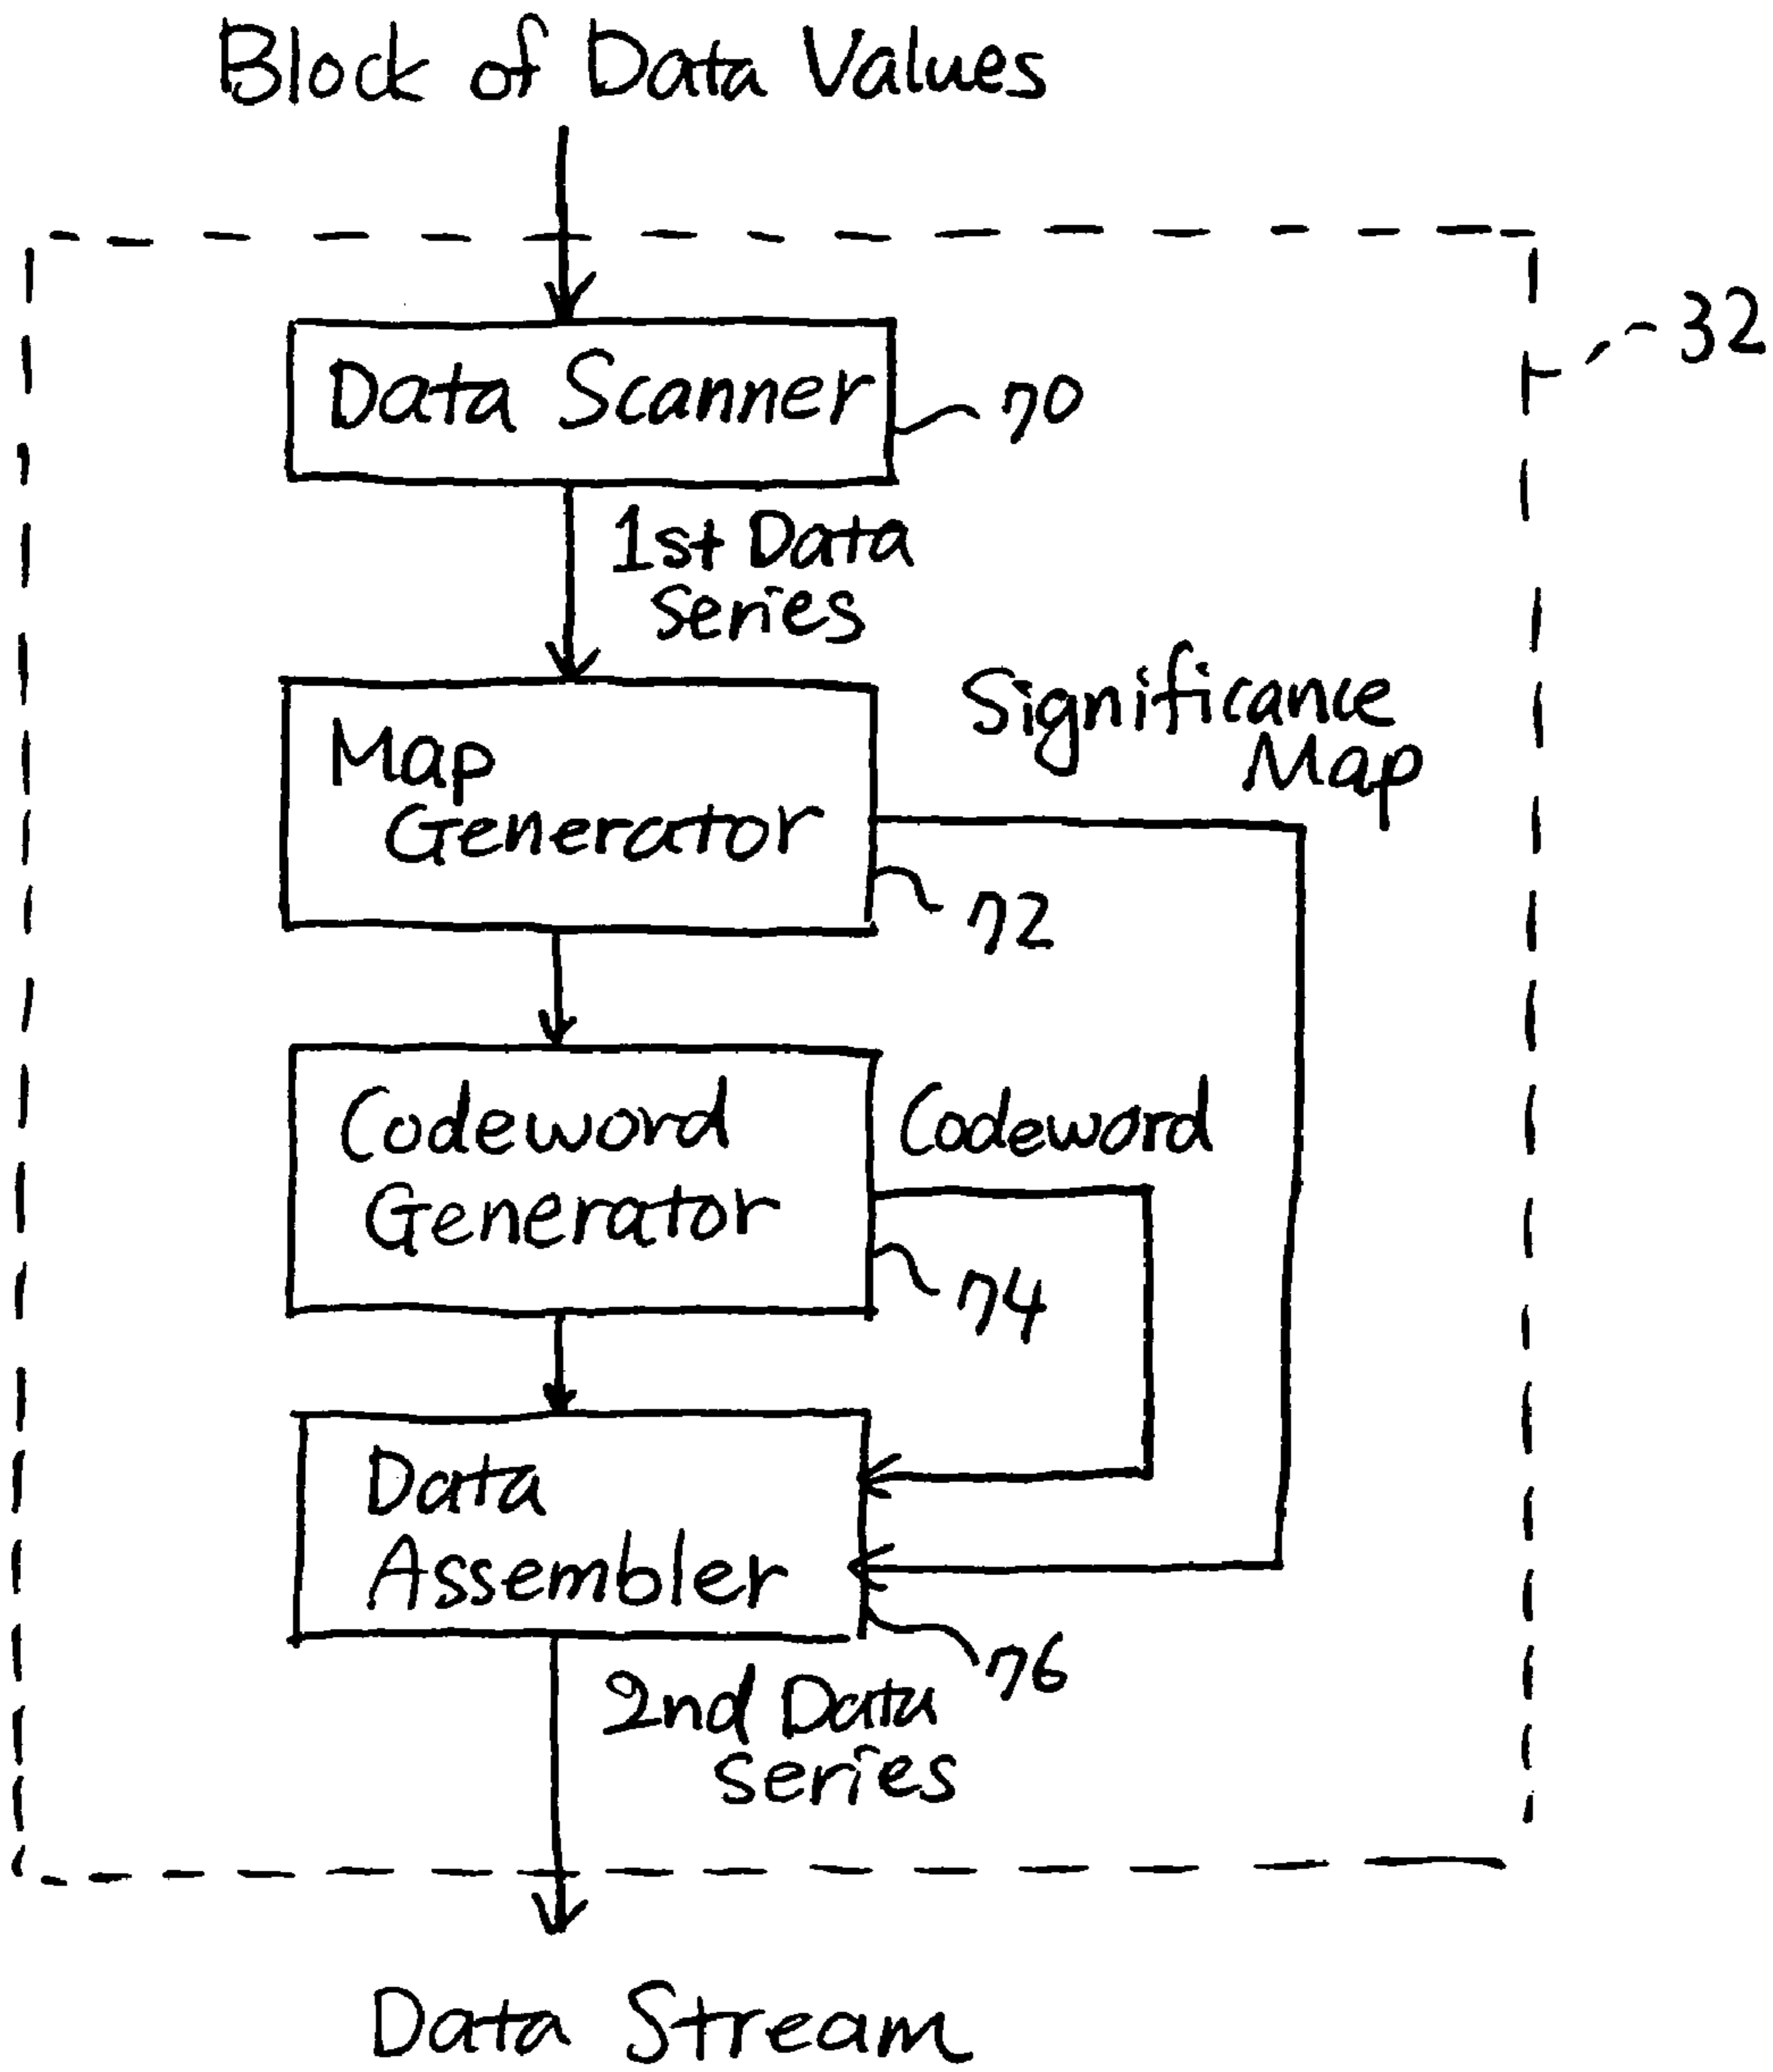 Block of Data Values
32
Data Scanner
70
1st Data
series
Significance
Map
Map
Generator
72
Codeword
Generator
Codeword
74
Data
Assembler
76
2nd Data
series
Data Stream